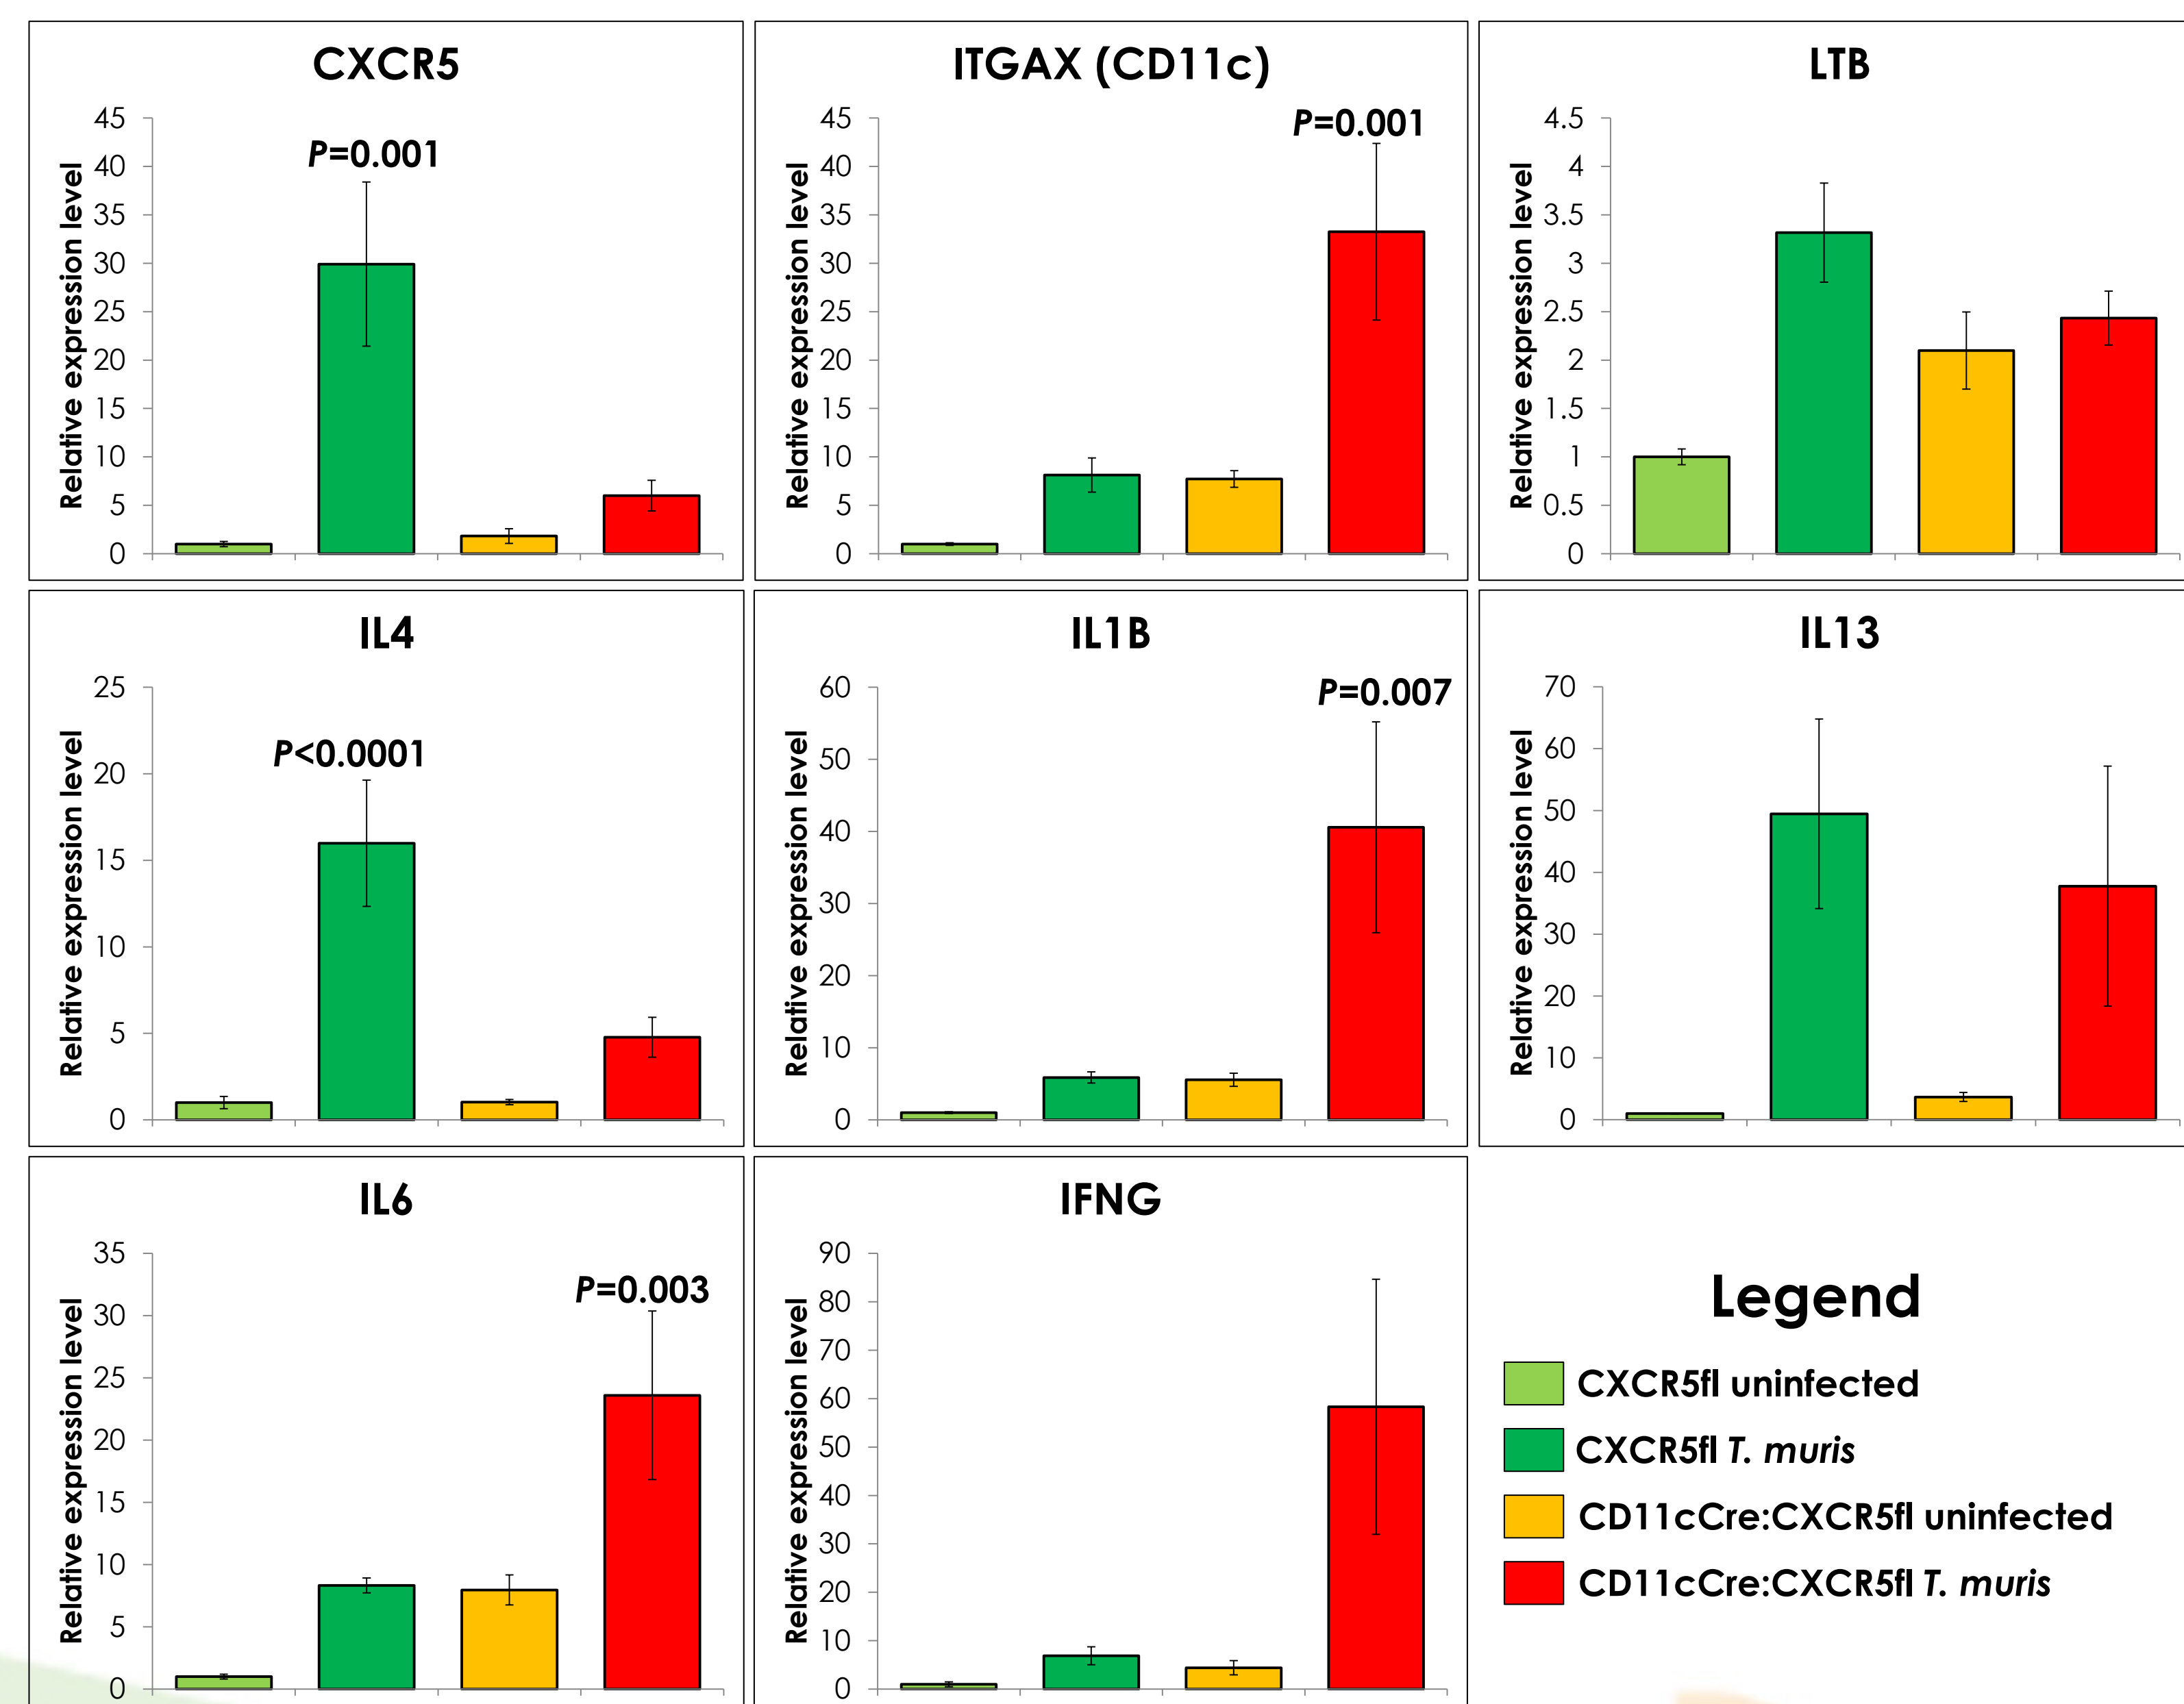 CXCR5
P=0.001
Relative expression level
45
40
35
30
25
20
15
10
5
0
ITGAX (CD11c)
P=0.001
Relative expression level
45
40
35
30
25
20
15
10
5
0
LTB
Relative expression level
4.5
4
3.5
3
2.5
2
1.5
1
0.5
0
IL4
P<0.0001
Relative expression level
25
20
15
10
5
0
IL1B
P=0.007
Relative expression level
60
50
40
30
20
10
0
IL13
Relative expression level
70
60
50
40
30
20
10
0
IL6
P=0.003
Relative expression level
35
30
25
20
15
10
5
0
IFNG
Relative expression level
90
80
70
60
50
40
30
20
10
0
Legend
CXCR5fl uninfected
CXCR5fl T. muris
CD11cCre:CXCR5fl uninfected
CD11cCre:CXCR5fl T. muris